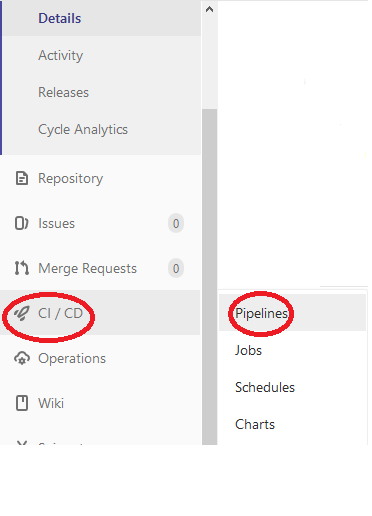 Details
Activity
Releases
Cycle Analytics
Repository
Issues 0
Merge Requests 0
CI / CD
Pipelines
Jobs
Operations
Schedules
Wiki
Charts